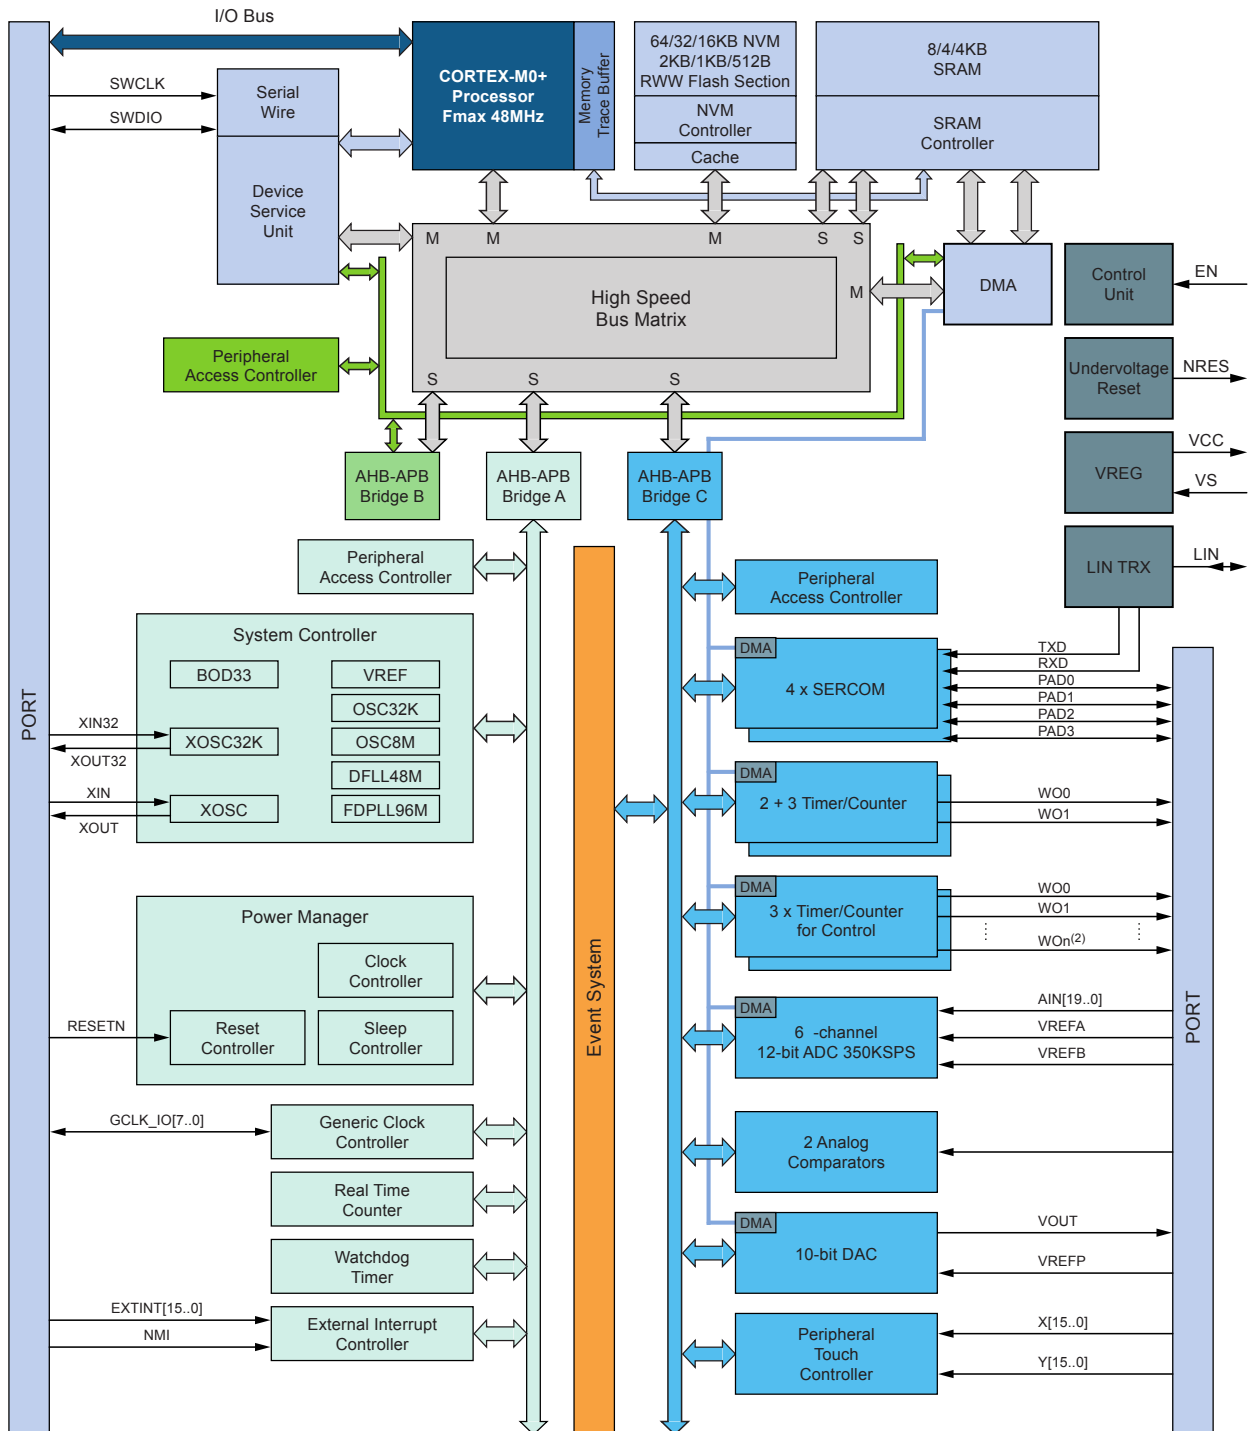 I/O Bus
SWCLK
SWDIO
Serial
Wire
Device
Service
Unit
CORTEX-M0+
Processor
Fmax 48MHz
Memory
Trace Buffer
64/32/16KB NVM
2KB/1KB/512B
RWW Flash Section
NVM
Controller
Cache
8/4/4KB
SRAM
SRAM
Controller
M
M
M
S
S
M
High Speed
Bus Matrix
S
S
S
DMA
Control
Unit
EN
Undervoltage
Reset
NRES
VREG
VCC
VS
LIN TRX
LIN
Peripheral
Access Controller
AHB-APB
Bridge B
AHB-APB
Bridge A
AHB-APB
Bridge C
PORT
Peripheral
Access Controller
System Controller
BOD33
VREF
OSC32K
XOSC32K
OSC8M
DFLL48M
XOSC
FDPLL96M
XIN32
XOUT32
XIN
XOUT
Power Manager
Clock
Controller
Reset
Controller
Sleep
Controller
RESETN
GCLK_IO[7..0]
Generic Clock
Controller
Real Time
Counter
Watchdog
Timer
EXTINT[15..0]
NMI
External Interrupt
Controller
Event System
Peripheral
Access Controller
DMA
4 x SERCOM
TXD
RXD
PAD0
PAD1
PAD2
PAD3
DMA
2 + 3 Timer/Counter
WO0
WO1
DMA
3 x Timer/Counter
for Control
WO0
WO1
WOn(2)
DMA
6 -channel
12-bit ADC 350KSPS
AIN[19..0]
VREFA
VREFB
2 Analog
Comparators
DMA
10-bit DAC
VOUT
VREFP
Peripheral
Touch
Controller
X[15..0]
Y[15..0]
PORT